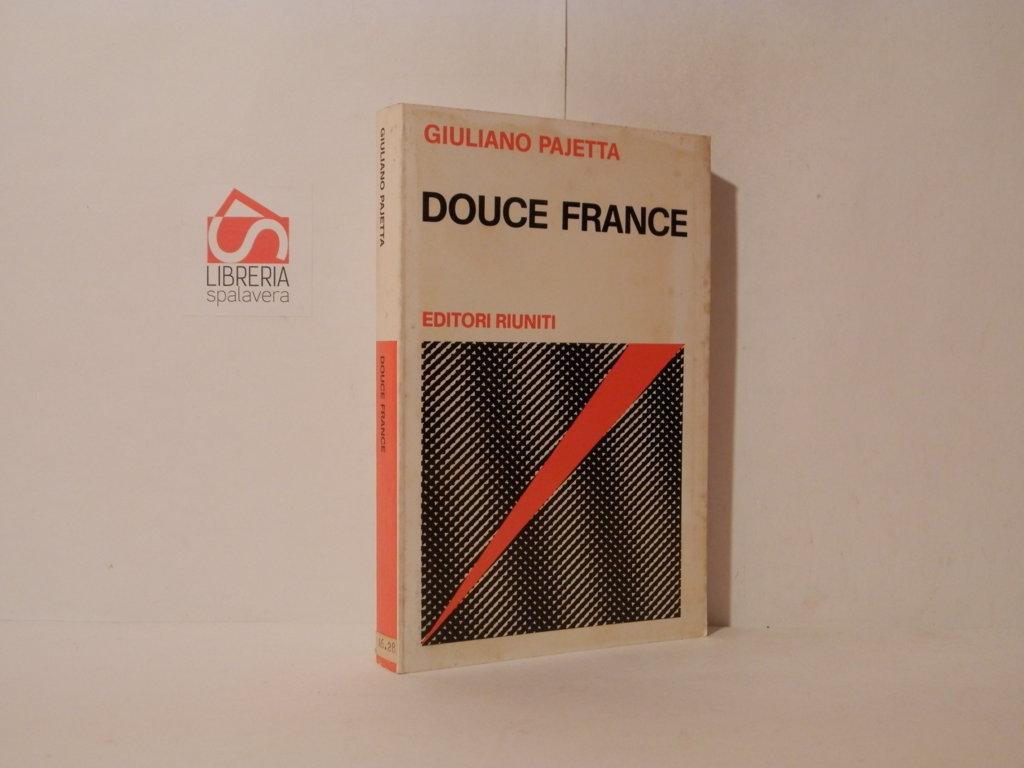 LIBRERIA
spalavera
GIULIANO PAJETTA
DOUCE FRANCE
GIULIANO PAJETTA
DOUCE FRANCE
EDITORI RIUNITI